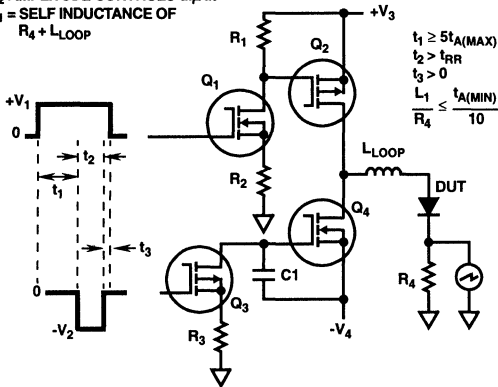 = SELF INDUCTANCE OF
R4 + LLOOP
+V1
0
t2
t1
t3
0
-V2
R1
Q1
R2
Q2
+V3
t1 ≥ 5tA(MAX)
t2 > tRR
t3 > 0
L1/R4 ≤ tA(MIN)/10
LLOOP
DUT
Q4
C1
Q3
R3
-V4
R4